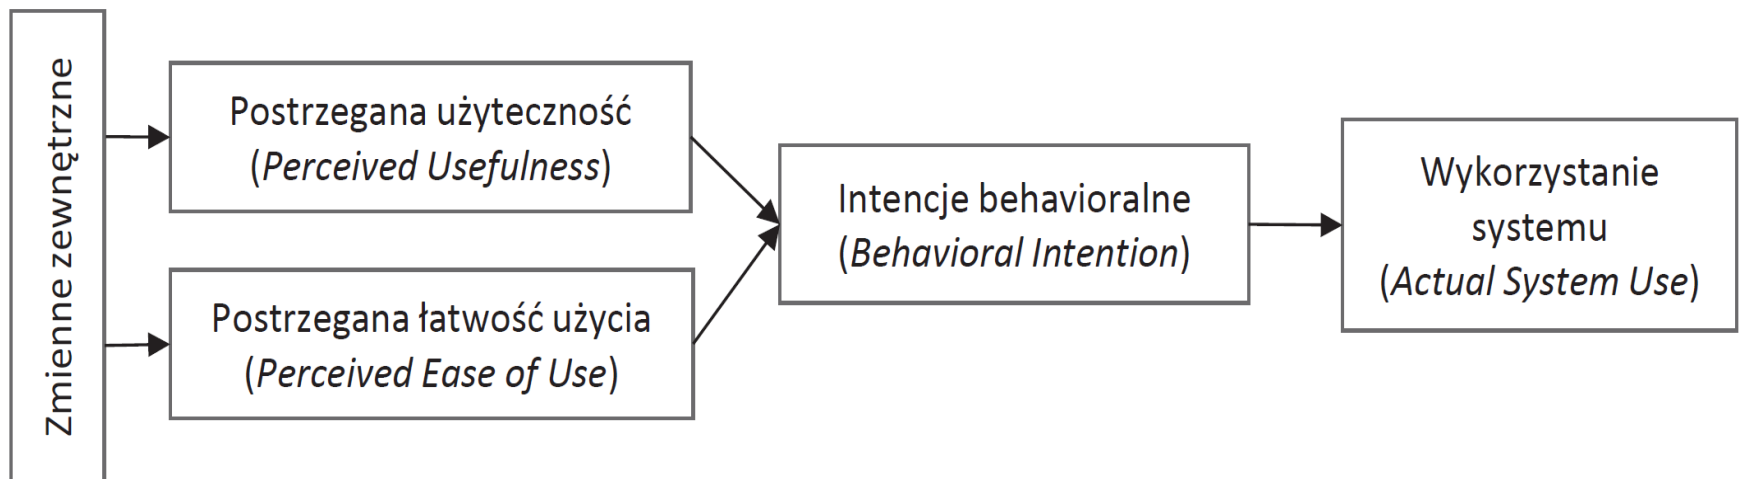 Zmienne zewnętrzne
Postrzegana użyteczność
(Perceived Usefulness)
Postrzegana łatwość użycia
(Perceived Ease of Use)
Intencje behavioralne
(Behavioral Intention)
Wykorzystanie
systemu
(Actual System Use)